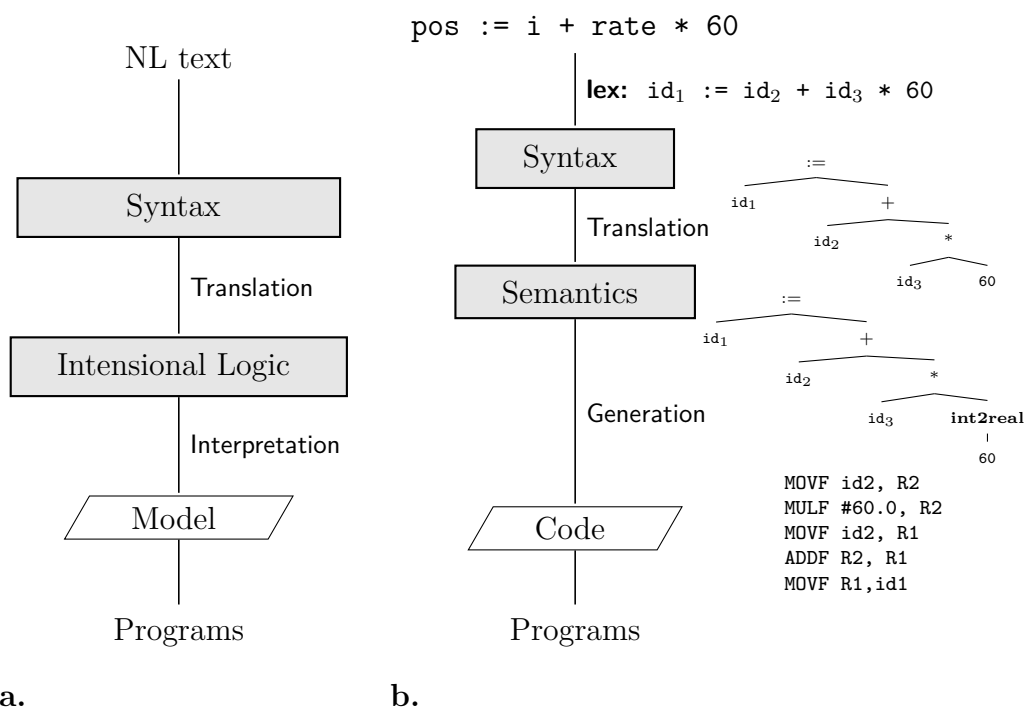 NL text
Syntax
Translation
Intensional Logic
Interpretation
Model
Programs
a.
pos := i + rate * 60
lex: id₁ := id₂ + id₃ * 60
Syntax
Translation
Semantics
Generation
Code
Programs
b.
:=
id₁
+
id₂
*
id₃ 60
:=
id₁
+
id₂
*
id₃ int2real
60
MOVF id2, R2
MULF #60.0, R2
MOVF id2, R1
ADDF R2, R1
MOVF R1,id1